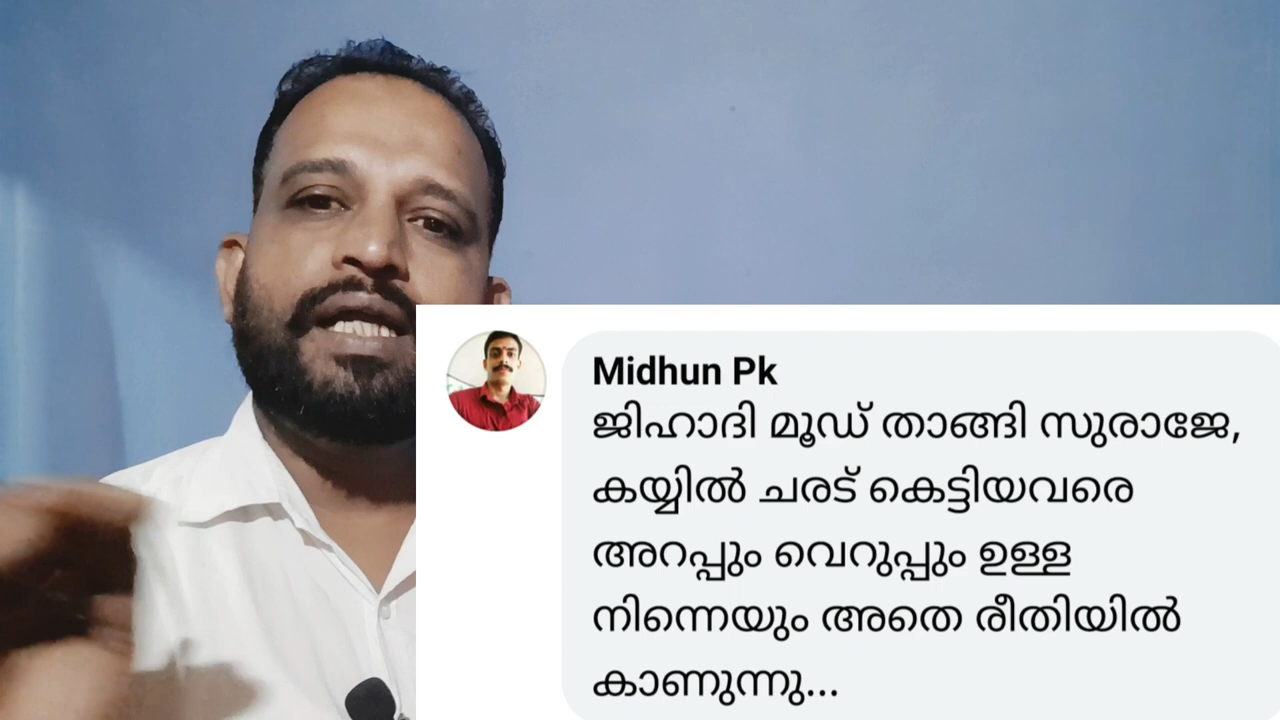 Midhun Pk
ജിഹാദി മൂഡ് താങ്ങി സുരാജേ,
കയ്യിൽ ചരട് കെട്ടിയവരെ
അറപ്പും വെറുപ്പും ഉള്ള
നിന്നെയും അതെ രീതിയിൽ
കാണുന്നു...